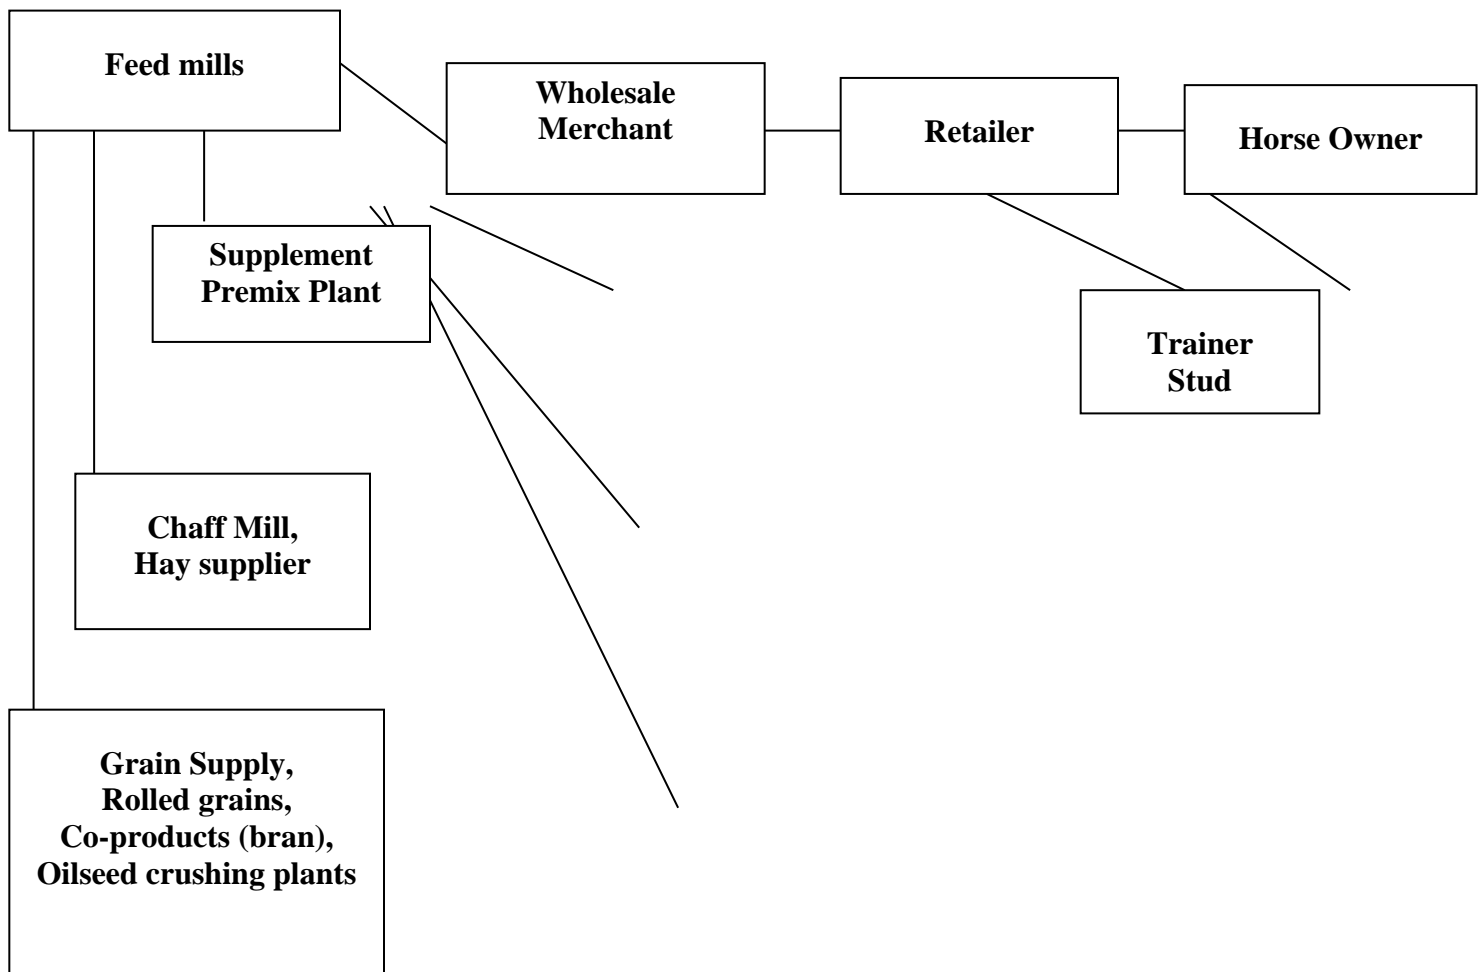 Feed mills
Wholesale
Merchant
Retailer
Horse Owner
Supplement
Premix Plant
Trainer
Stud
Chaff Mill,
Hay supplier
Grain Supply,
Rolled grains,
Co-products (bran),
Oilseed crushing plants